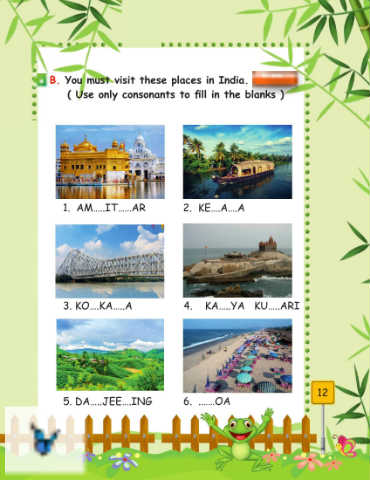 B. You must visit these places in India.
( Use only consonants to fill in the blanks )
1. AM.....IT......AR
2. KE....A....A
3. KO....KA.....A
4. KA.....YA KU.....ARI
5. DA.....JEE....ING
6. .......OA
12